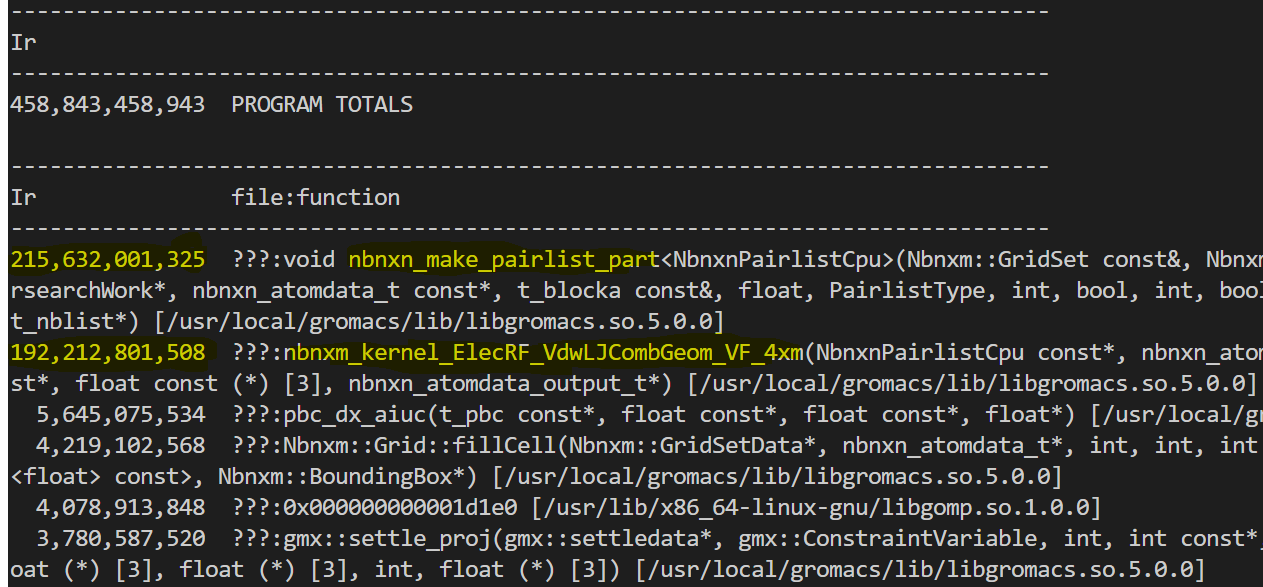 --------------------------------------------------------------------------------
Ir
--------------------------------------------------------------------------------
458,843,458,943  PROGRAM TOTALS
--------------------------------------------------------------------------------
Ir               file:function
--------------------------------------------------------------------------------
215,632,001,325  ???:void nbnxn_make_pairlist_part<NbnxnPairlistCpu>(Nbnxm::GridSet const&, Nbnxm
rsearchWork*, nbnxn_atomdata_t const*, t_blocka const&, float, PairlistType, int, bool, int, bool
t_nblist*) [/usr/local/gromacs/lib/libgromacs.so.5.0.0]
192,212,801,508  ???:nbnxm_kernel_ElecRF_VdwLJCombGeom_VF_4xm(NbnxnPairlistCpu const*, nbnxn_atom
st*, float const (*) [3], nbnxn_atomdata_output_t*) [/usr/local/gromacs/lib/libgromacs.so.5.0.0]
  5,645,075,534  ???:pbc_dx_aiuc(t_pbc const*, float const*, float const*, float*) [/usr/local/g
  4,219,102,568  ???:Nbnxm::Grid::fillCell(Nbnxm::GridSetData*, nbnxn_atomdata_t*, int, int, int
<float> const>, Nbnxm::BoundingBox*) [/usr/local/gromacs/lib/libgromacs.so.5.0.0]
  4,078,913,848  ???:0x000000000001d1e0 [/usr/lib/x86_64-linux-gnu/libgomp.so.1.0.0]
  3,780,587,520  ???:gmx::settle_proj(gmx::settledata*, gmx::ConstraintVariable, int, int const*,
oat (*) [3], float (*) [3], int, float (*) [3]) [/usr/local/gromacs/lib/libgromacs.so.5.0.0]